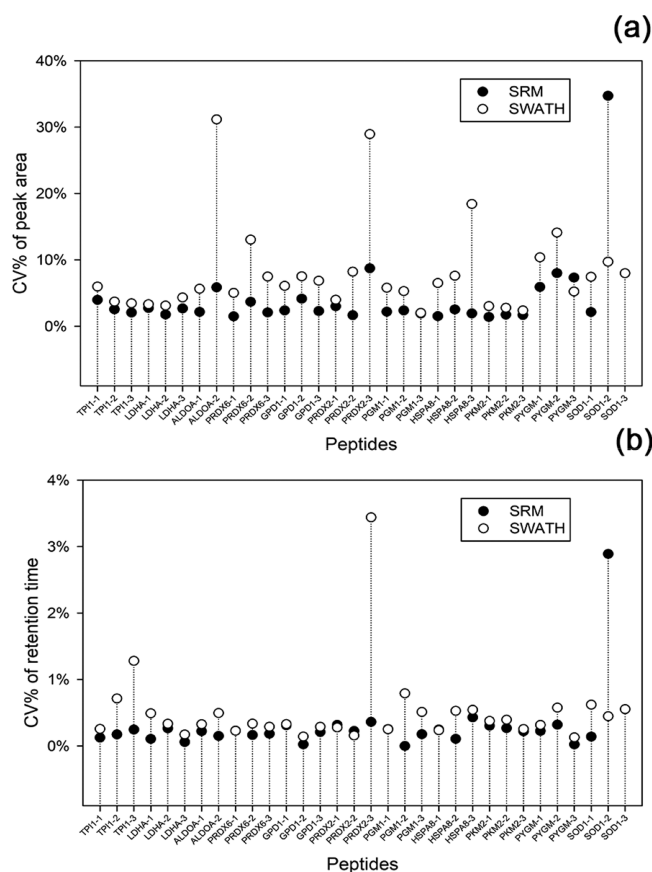 (a)
40%
30%
20%
10%
0%
CV% of peak area
SRM
SWATH
TPI1-1
TPI1-2
TPI1-3
LDHA-1
LDHA-2
LDHA-3
ALDOA-1
ALDOA-2
PRDX6-1
PRDX6-2
PRDX6-3
GPD1-1
GPD1-2
GPD1-3
PRDX2-1
PRDX2-2
PRDX2-3
PGM1-1
PGM1-2
PGM1-3
HSPA8-1
HSPA8-2
HSPA8-3
PKM2-1
PKM2-2
PKM2-3
PYGM-1
PYGM-2
PYGM-3
SOD1-1
SOD1-2
SOD1-3
Peptides
(b)
4%
3%
2%
1%
0%
CV% of retention time
SRM
SWATH
TPI1-1
TPI1-2
TPI1-3
LDHA-1
LDHA-2
LDHA-3
ALDOA-1
ALDOA-2
PRDX6-1
PRDX6-2
PRDX6-3
GPD1-1
GPD1-2
GPD1-3
PRDX2-1
PRDX2-2
PRDX2-3
PGM1-1
PGM1-2
PGM1-3
HSPA8-1
HSPA8-2
HSPA8-3
PKM2-1
PKM2-2
PKM2-3
PYGM-1
PYGM-2
PYGM-3
SOD1-1
SOD1-2
SOD1-3
Peptides